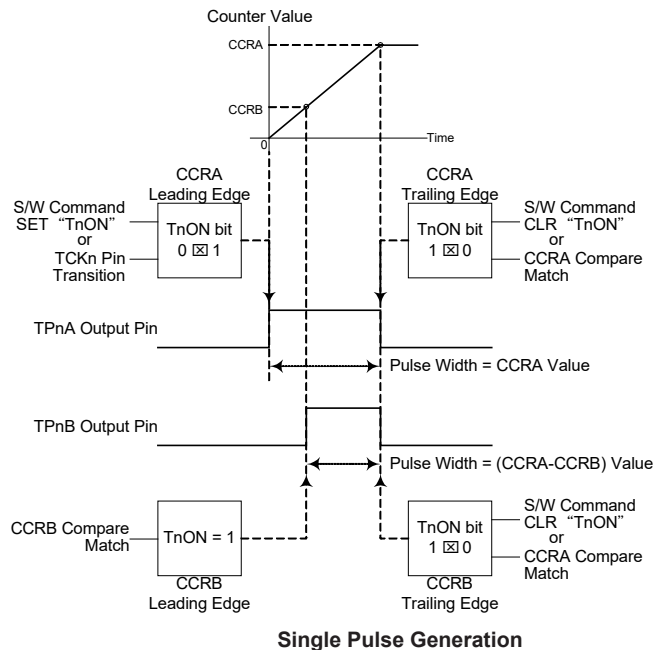 Counter Value
CCRA
CCRB
0
Time
CCRA
Leading Edge
S/W Command
SET “TnON”
or
TCKn Pin
Transition
TnON bit
0 ☒ 1
CCRA
Trailing Edge
TnON bit
1 ☒ 0
S/W Command
CLR “TnON”
or
CCRA Compare
Match
TPnA Output Pin
Pulse Width = CCRA Value
TPnB Output Pin
Pulse Width = (CCRA-CCRB) Value
CCRB Compare
Match
TnON = 1
CCRB
Leading Edge
TnON bit
1 ☒ 0
CCRB
Trailing Edge
S/W Command
CLR “TnON”
or
CCRA Compare
Match
Single Pulse Generation